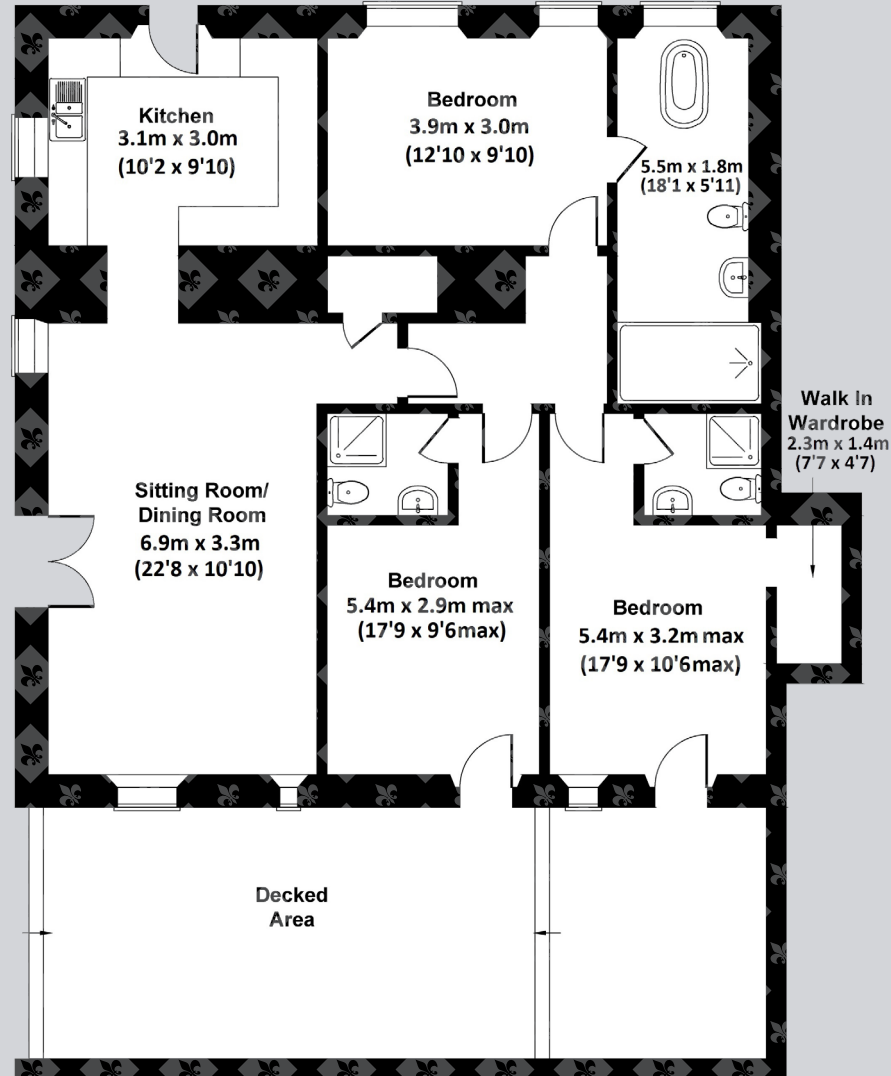 Kitchen
3.1m x 3.0m
(10'2 x 9'10)
Bedroom
3.9m x 3.0m
(12'10 x 9'10)
5.5m x 1.8m
(18'1 x 5'11)
Walk In
Wardrobe
2.3m x 1.4m
(7'7 x 4'7)
Sitting Room/
Dining Room
6.9m x 3.3m
(22'8 x 10'10)
Bedroom
5.4m x 2.9m max
(17'9 x 9'6max)
Bedroom
5.4m x 3.2m max
(17'9 x 10'6max)
Decked
Area